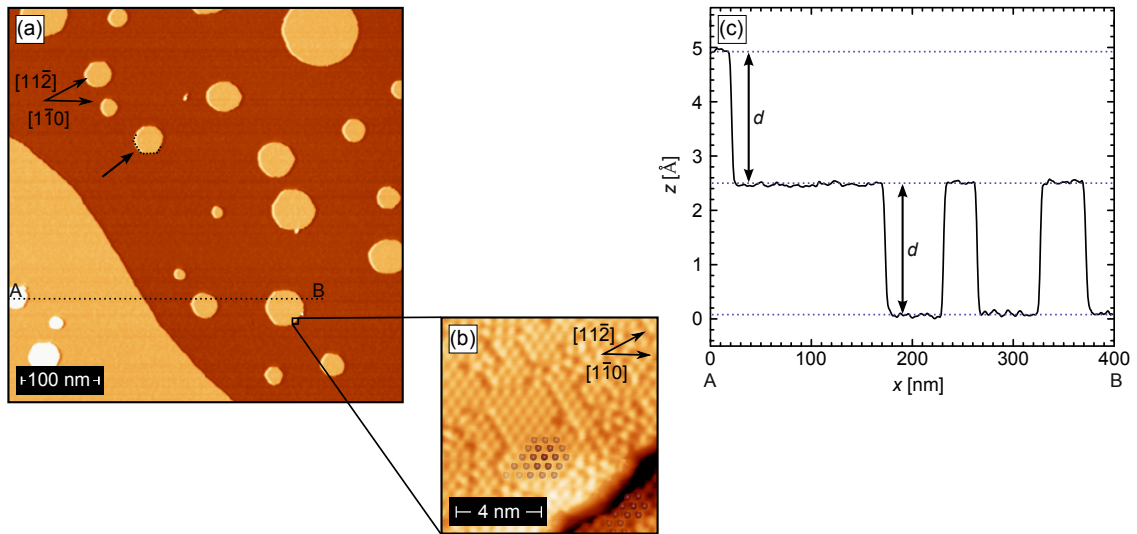 (a)
[112̄]
[11̄0]
A
B
100 nm
(b)
[112̄]
[11̄0]
4 nm
(c)
5
4
3
2
1
0
z [Å]
d
d
0
100
200
300
400
A
x [nm]
B